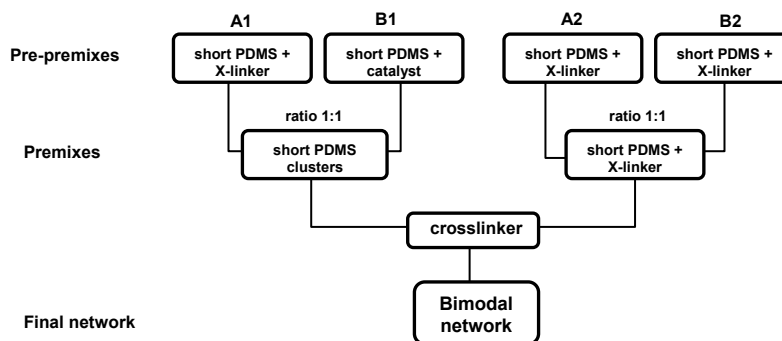 A1 B1 A2 B2
Pre-premixes
short PDMS +
X-linker
short PDMS +
catalyst
short PDMS +
X-linker
short PDMS +
X-linker
ratio 1:1
ratio 1:1
Premixes
short PDMS
clusters
short PDMS +
X-linker
crosslinker
Bimodal
network
Final network